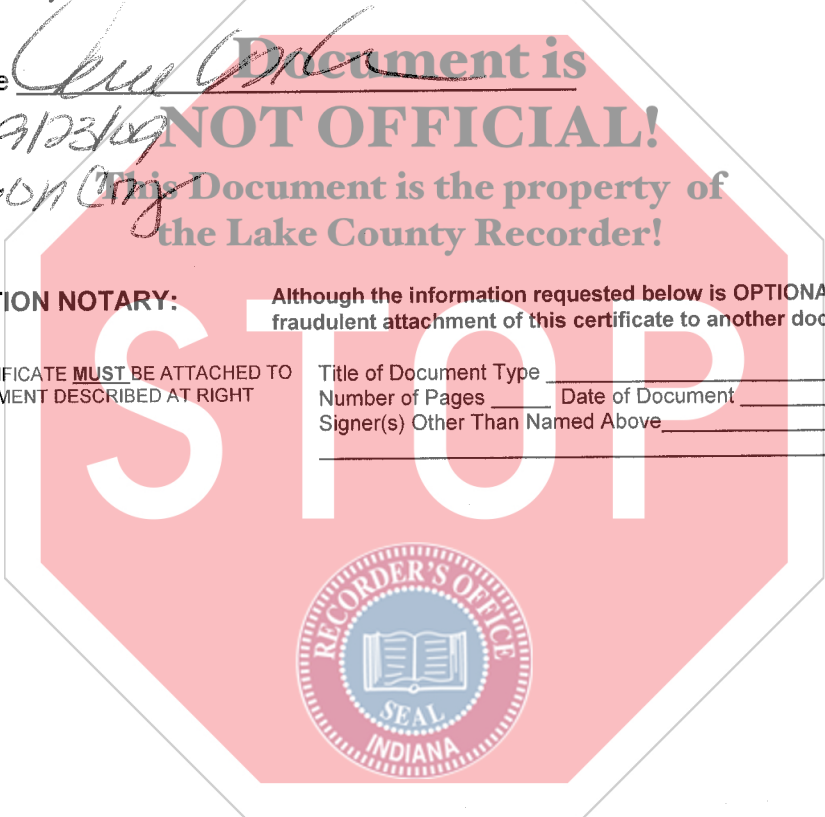 Document is
NOT OFFICIAL!
This Document is the property of
the Lake County Recorder!
TION NOTARY:
Although the information requested below is OPTIONA
fraudulent attachment of this certificate to another doc
IFICATE MUST BE ATTACHED TO
MENT DESCRIBED AT RIGHT
Title of Document Type
Number of Pages Date of Document
Signer(s) Other Than Named Above
STOP
RECORDER'S OFFICE
SEAL
INDIANA